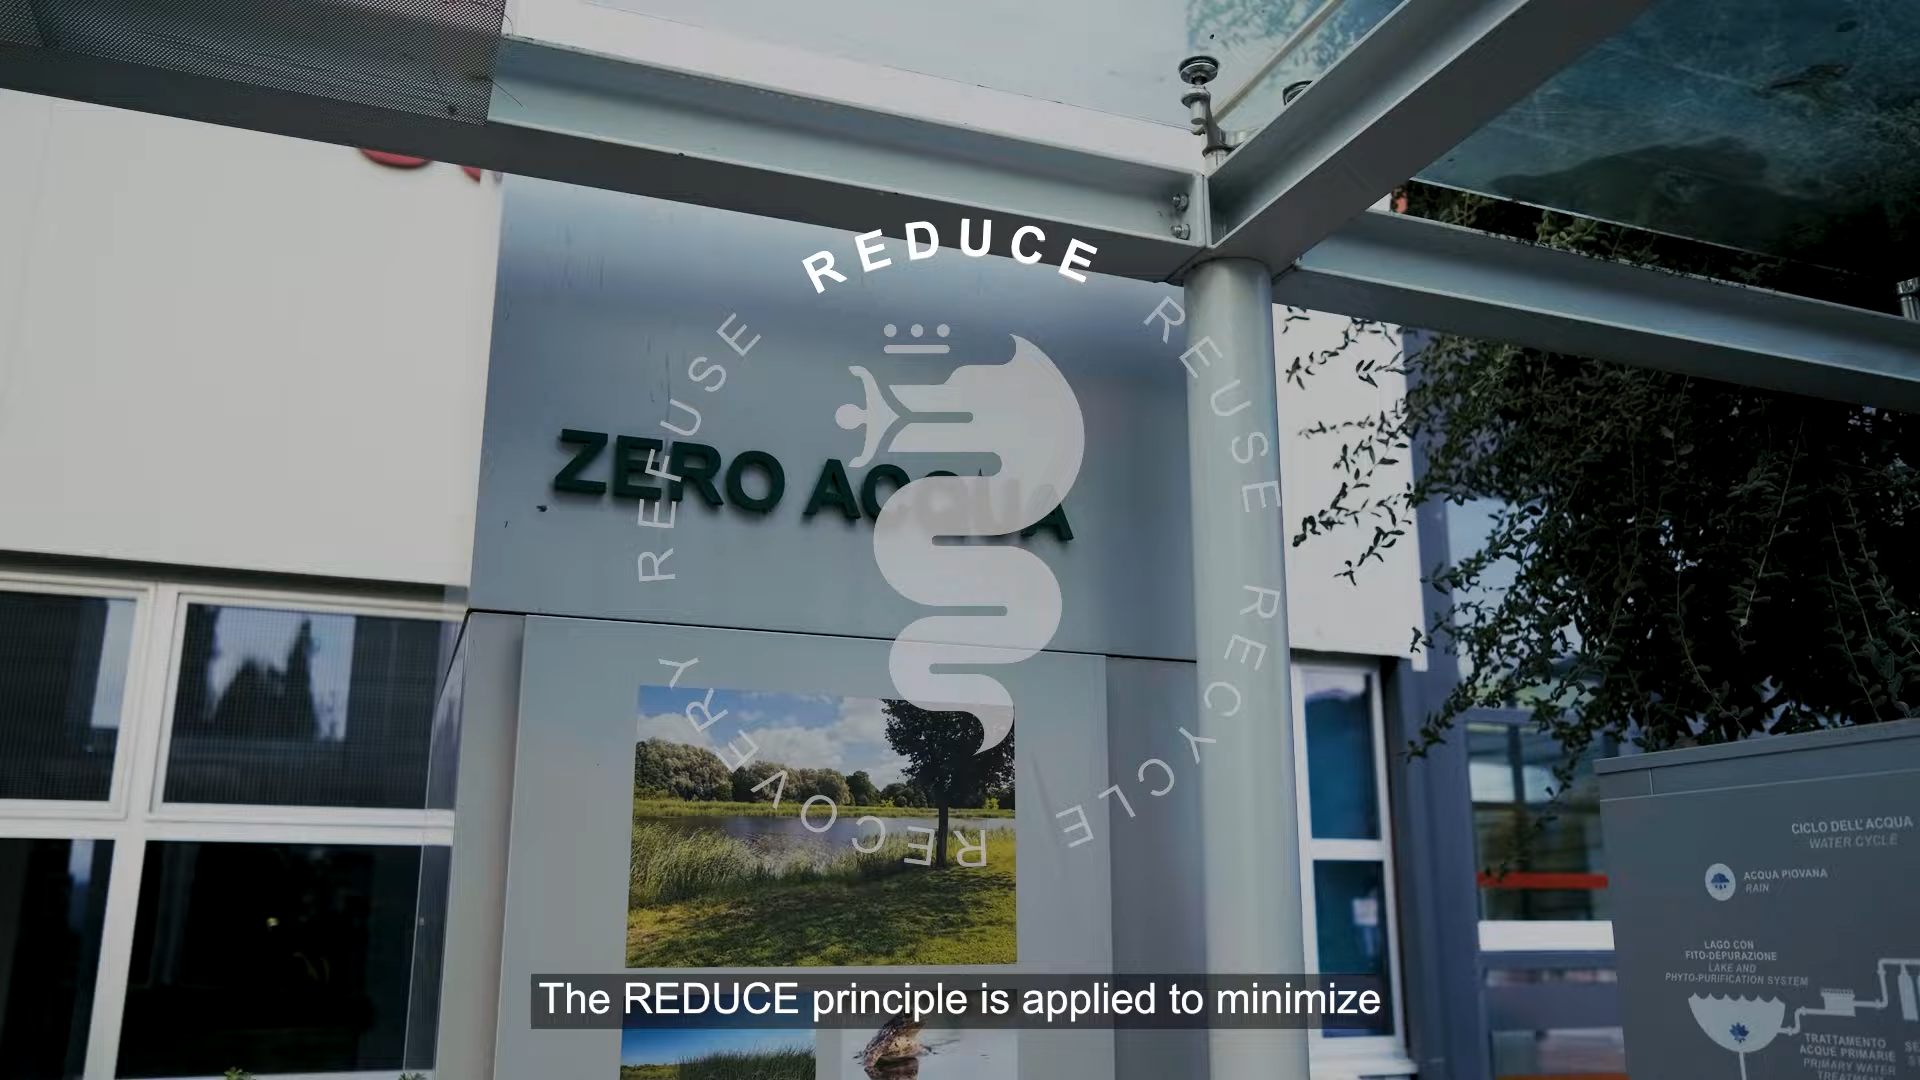 REDUCE
REFUSE
REUSE
ZERO ACQUA
RECYCLE
RECOVERY
CICLO DELL'ACQUA
WATER CYCLE
ACQUA PIOVANA
RAIN
LAGO CON
FITO-DEPURAZIONE
LAKE AND
PHYTO-PURIFICATION SYSTEM
TRATTAMENTO
ACQUE PRIMARIE
PRIMARY WATER
TREATMENT
The REDUCE principle is applied to minimize